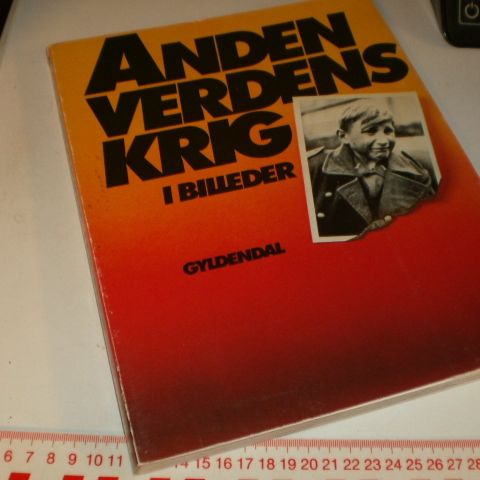 ANDEN
VERDENS
KRIG
I BILLEDER
GYLDENDAL
6 7 8 9 10 11 14 15 16 17 18 19 20 21 22 23 24 25 26 27 28